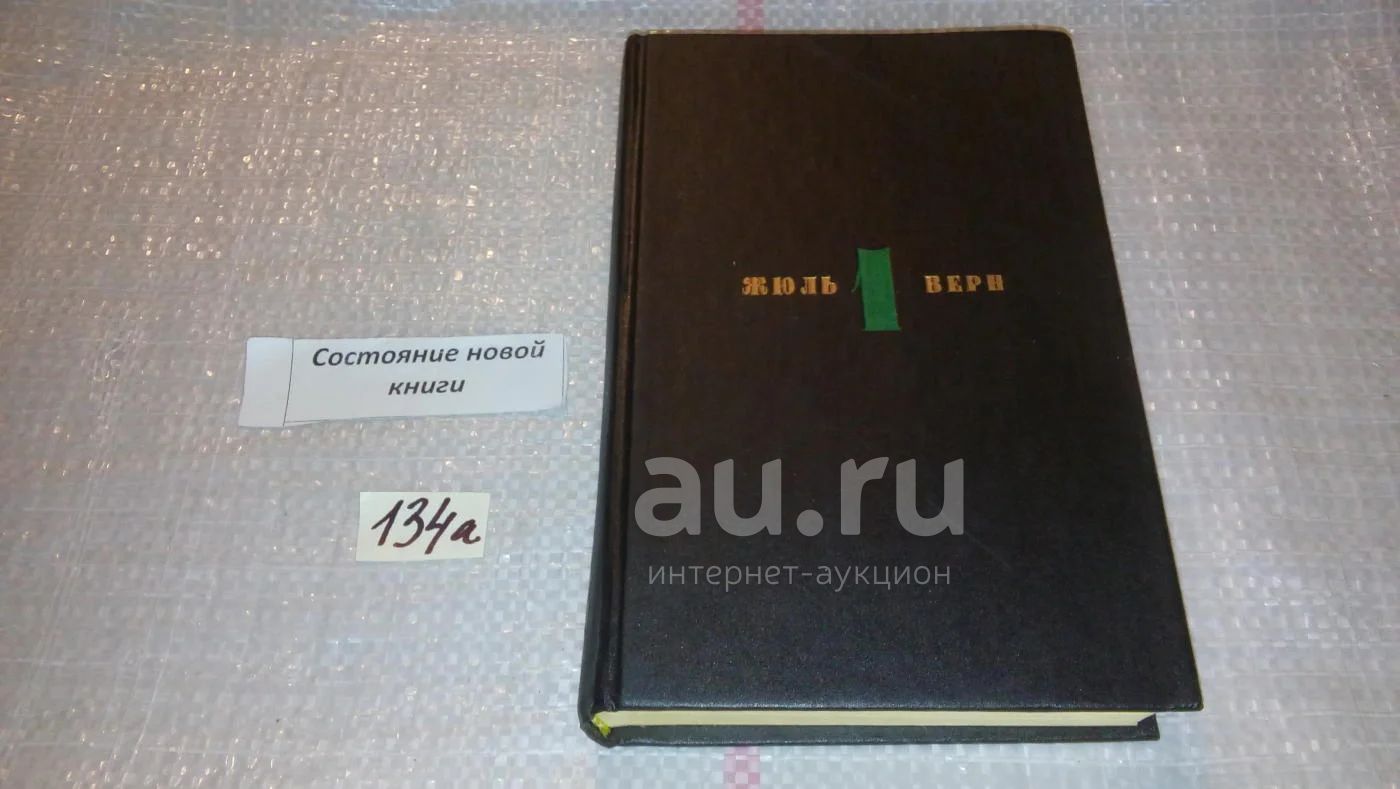 ЖЮЛЬ 1 ВЕРН
Состояние новой
книги
134а
au.ru
интернет-аукцион